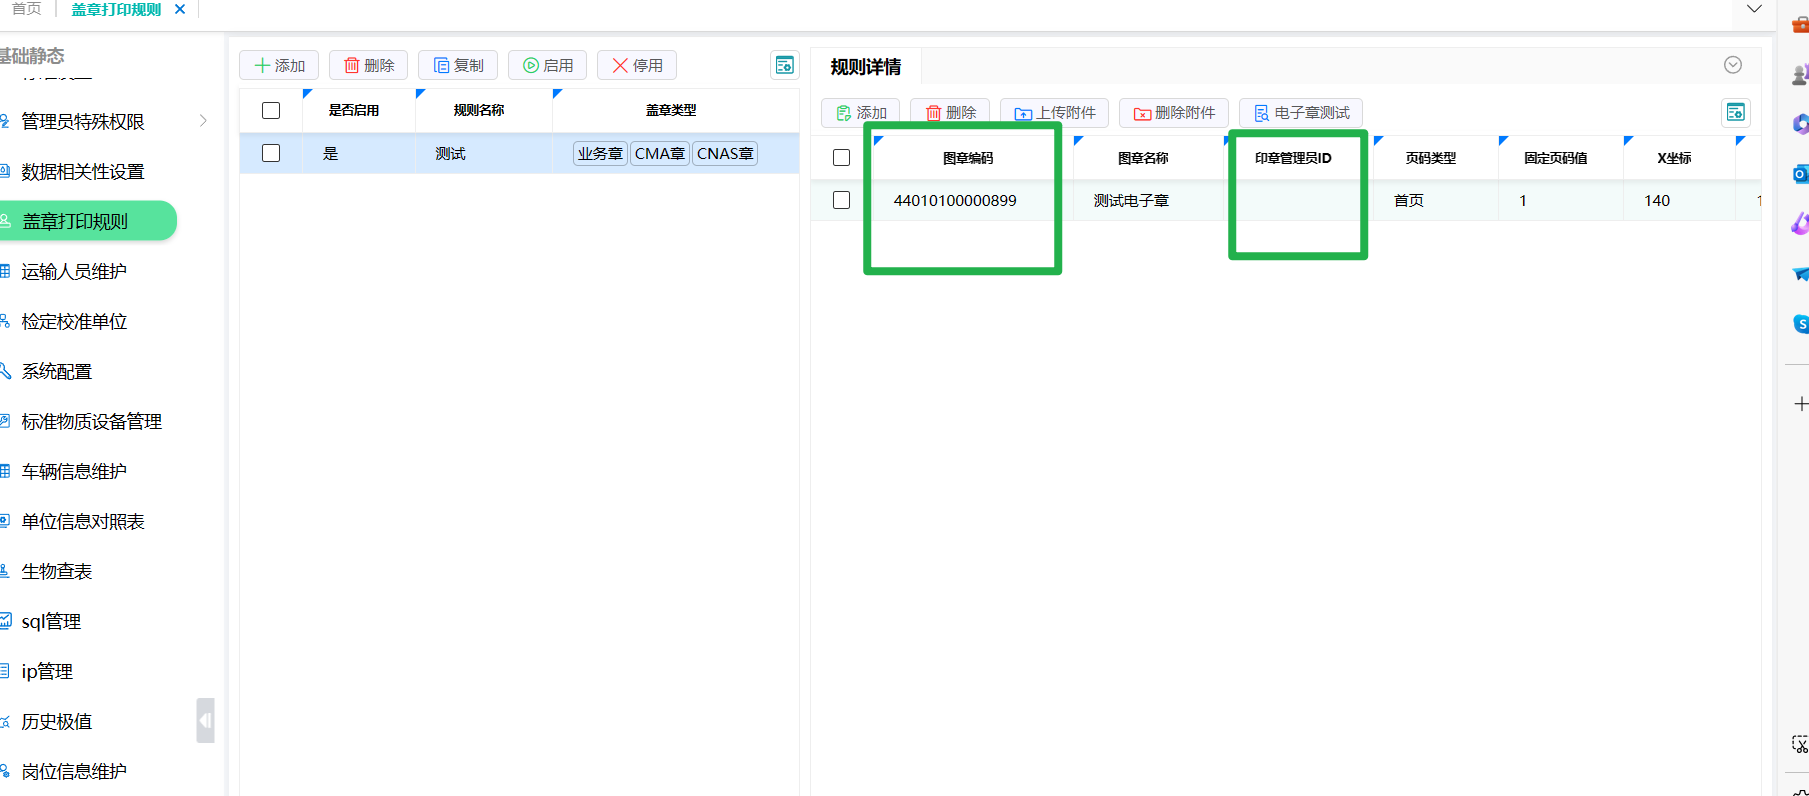 首页
盖章打印规则
基础静态
管理员特殊权限
数据相关性设置
盖章打印规则
运输人员维护
检定校准单位
系统配置
标准物质设备管理
车辆信息维护
单位信息对照表
生物查表
sql管理
ip管理
历史极值
岗位信息维护
添加 删除 复制 启用 停用
是否启用 规则名称 盖章类型
是 测试 业务章 CMA章 CNAS章
规则详情
添加 删除 上传附件 删除附件 电子章测试
图章编码 图章名称 印章管理员ID 页码类型 固定页码值 X坐标
44010100000899 测试电子章 首页 1 140